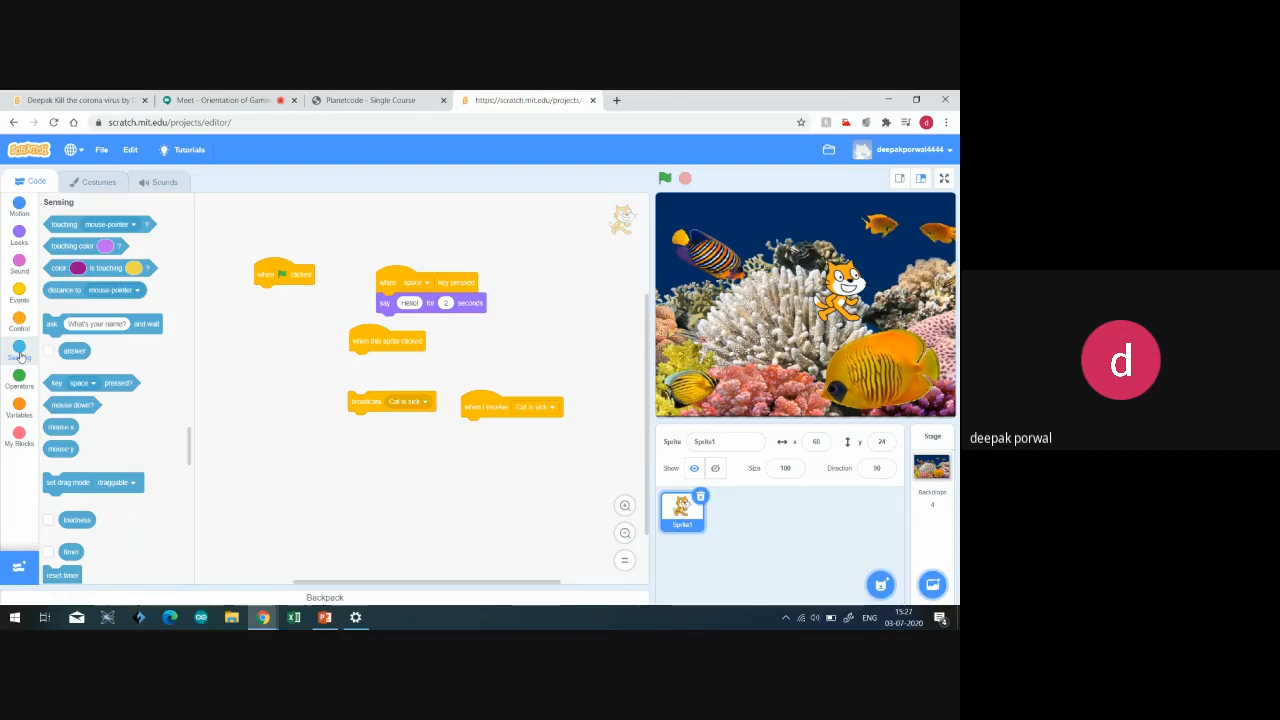 Deepak Kill the corona virus by D
Meet - Orientation of Gami
Planetcode - Single Course
https://scratch.mit.edu/projects/
scratch.mit.edu/projects/editor/
SCRATCH
File
Edit
Tutorials
deepakporwal4444
Code
Costumes
Sounds
Motion
Looks
Sound
Events
Control
Sensing
Operators
Variables
My Blocks
Sensing
touching mouse-pointer ?
touching color ?
color is touching ?
distance to mouse-pointer
ask What's your name? and wait
answer
key space pressed?
mouse down?
mouse x
mouse y
set drag mode draggable
loudness
timer
reset timer
when clicked
when space key pressed
say Hello! for 2 seconds
when this sprite clicked
broadcast Cat is sick
when I receive Cat is sick
Backpack
Sprite Sprite1 x 60 y 24
Show Size 100 Direction 90
Sprite1
Stage
Backdrops
4
ENG
15:27
03-07-2020
4
d
d
deepak porwal